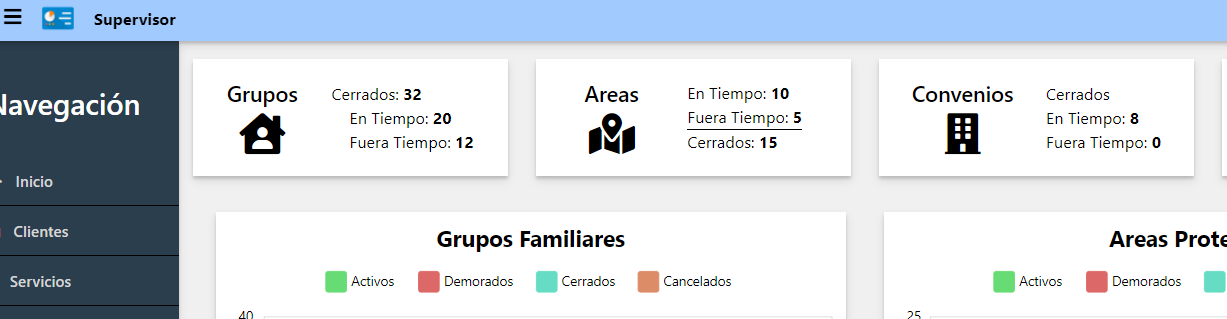 Supervisor
Navegación
Inicio
Clientes
Servicios
Grupos
Cerrados: 32
En Tiempo: 20
Fuera Tiempo: 12
Areas
En Tiempo: 10
Fuera Tiempo: 5
Cerrados: 15
Convenios
Cerrados
En Tiempo: 8
Fuera Tiempo: 0
Grupos Familiares
Activos Demorados Cerrados Cancelados
40
Areas Prote
Activos Demorados
25